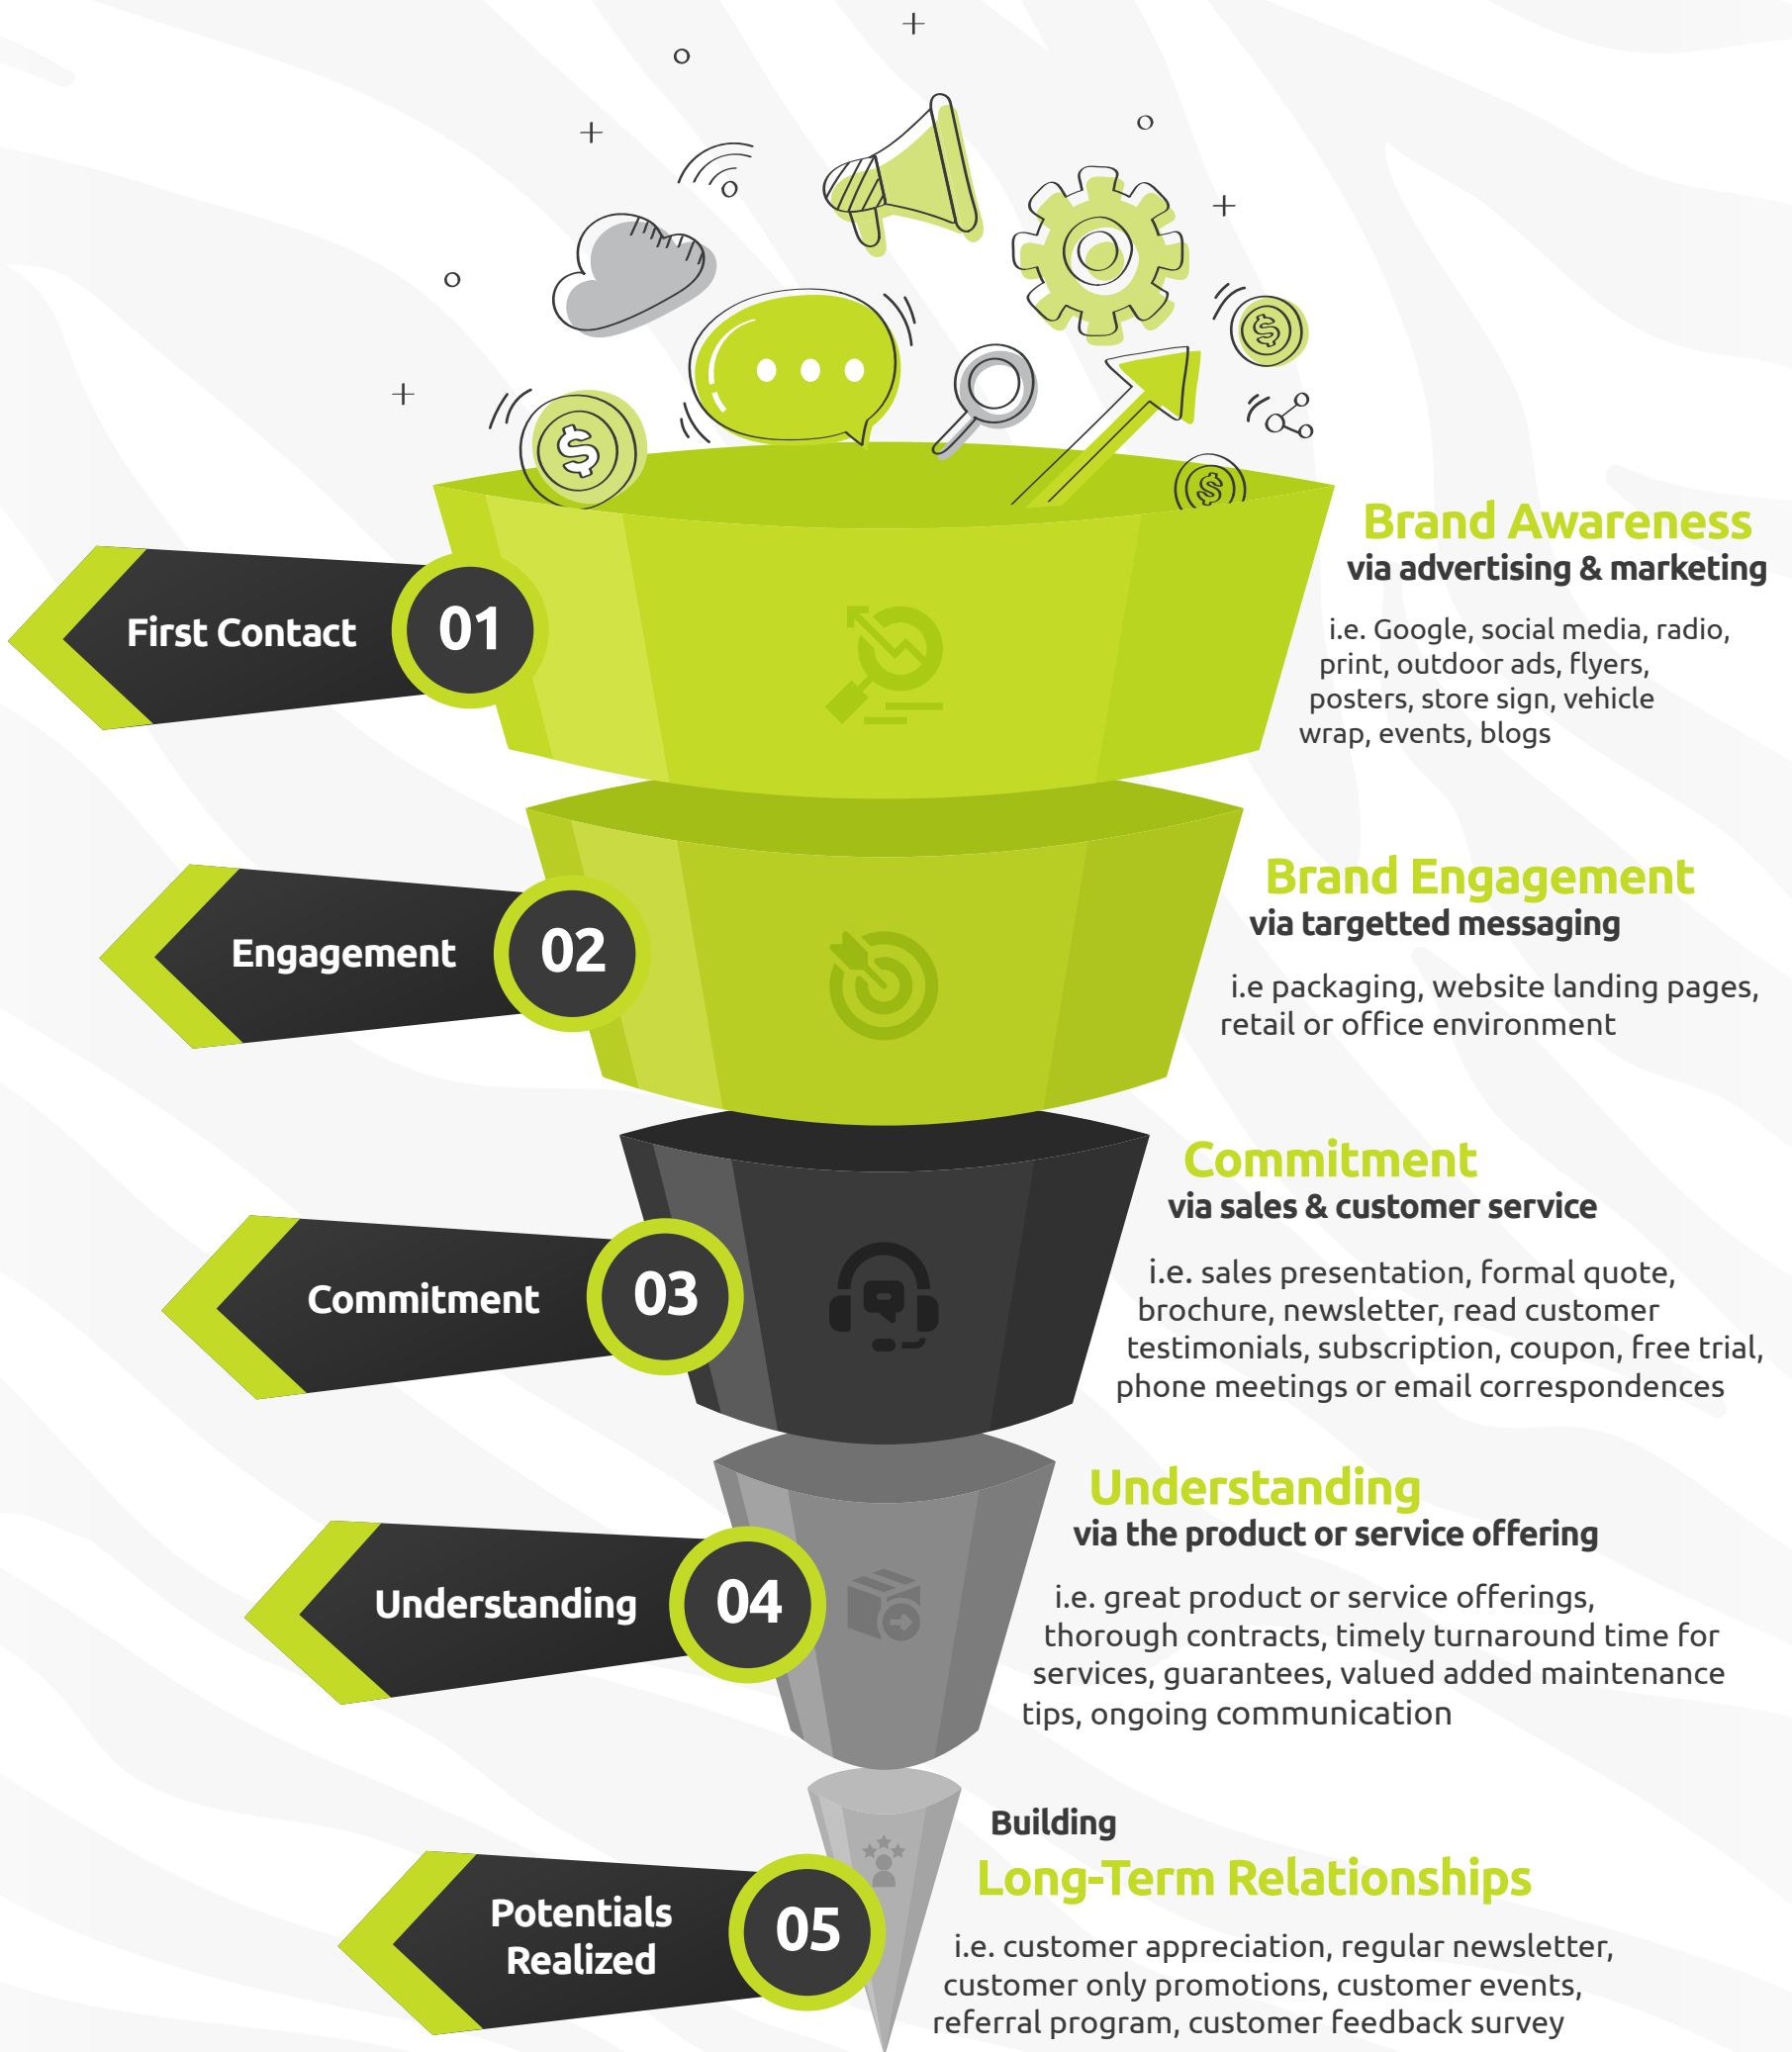 First Contact
01
Brand Awareness
via advertising & marketing
i.e. Google, social media, radio,
print, outdoor ads, flyers,
posters, store sign, vehicle
wrap, events, blogs
Engagement
02
Brand Engagement
via targetted messaging
i.e packaging, website landing pages,
retail or office environment
Commitment
03
Commitment
via sales & customer service
i.e. sales presentation, formal quote,
brochure, newsletter, read customer
testimonials, subscription, coupon, free trial,
phone meetings or email correspondences
Understanding
04
Understanding
via the product or service offering
i.e. great product or service offerings,
thorough contracts, timely turnaround time for
services, guarantees, valued added maintenance
tips, ongoing communication
Potentials
Realized
05
Building
Long-Term Relationships
i.e. customer appreciation, regular newsletter,
customer only promotions, customer events,
referral program, customer feedback survey